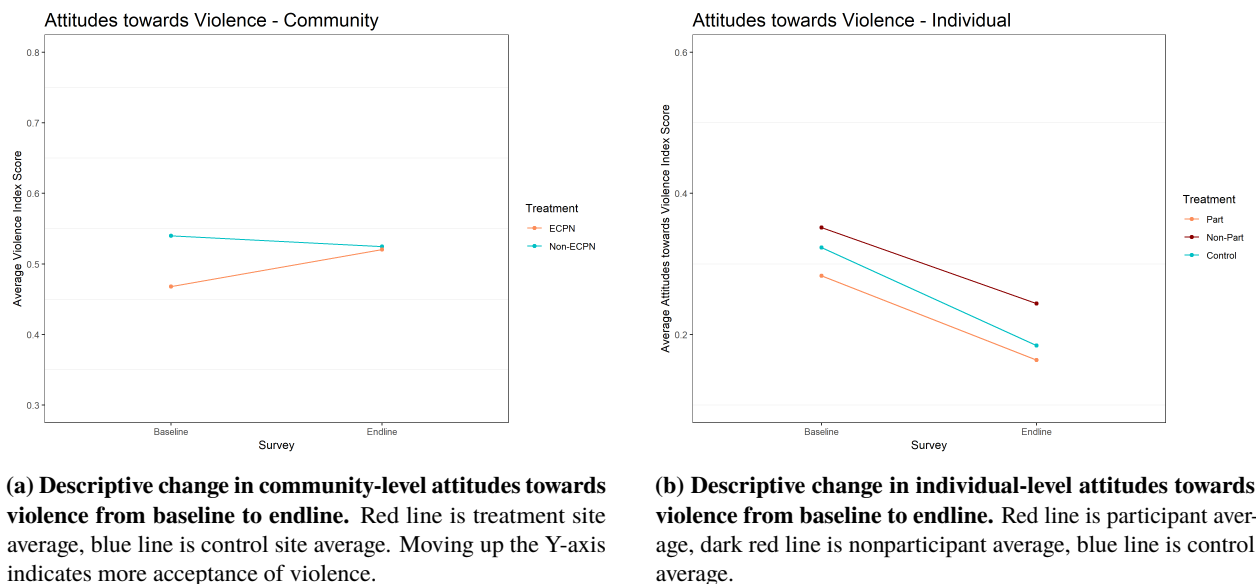 Attitudes towards Violence - Community
Average Violence Index Score
0.8
0.7
0.6
0.5
0.4
0.3
Baseline
Endline
Survey
Treatment
ECPN
Non-ECPN
(a) Descriptive change in community-level attitudes towards
violence from baseline to endline. Red line is treatment site
average, blue line is control site average. Moving up the Y-axis
indicates more acceptance of violence.
Attitudes towards Violence - Individual
Average Attitudes towards Violence Index Score
0.6
0.4
0.2
Baseline
Endline
Survey
Treatment
Part
Non-Part
Control
(b) Descriptive change in individual-level attitudes towards
violence from baseline to endline. Red line is participant aver-
age, dark red line is nonparticipant average, blue line is control
average.